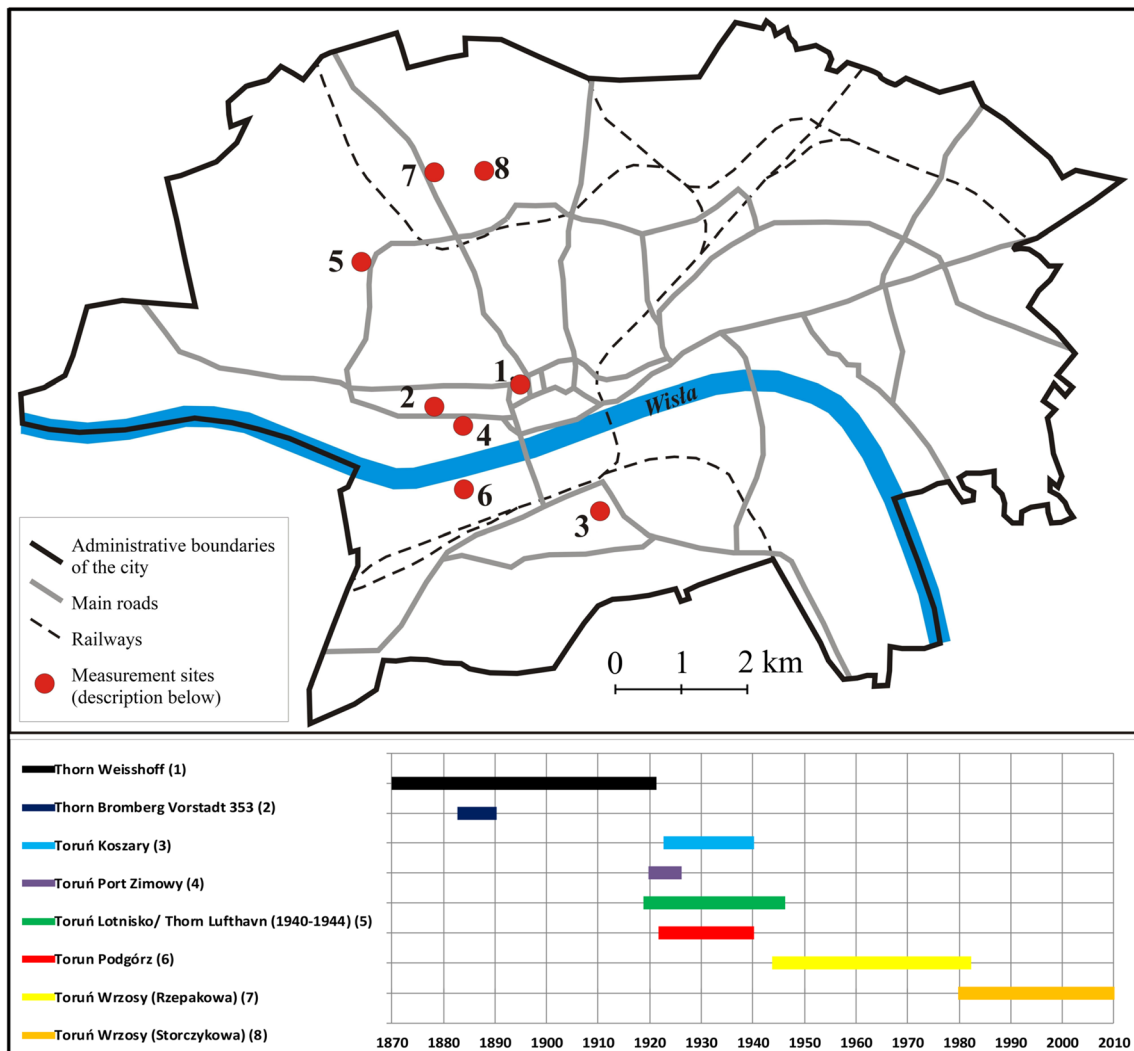 7
8
5
1
2
Wisła
4
6
3
Administrative boundaries
of the city
Main roads
Railways
Measurement sites
(description below)
0 1 2 km
Thorn Weisshoff (1)
Thorn Bromberg Vorstadt 353 (2)
Toruń Koszary (3)
Toruń Port Zimowy (4)
Toruń Lotnisko/ Thorn Lufthavn (1940-1944) (5)
Torun Podgórz (6)
Toruń Wrzosy (Rzepakowa) (7)
Toruń Wrzosy (Storczykowa) (8)
1870 1880 1890 1900 1910 1920 1930 1940 1950 1960 1970 1980 1990 2000 2010